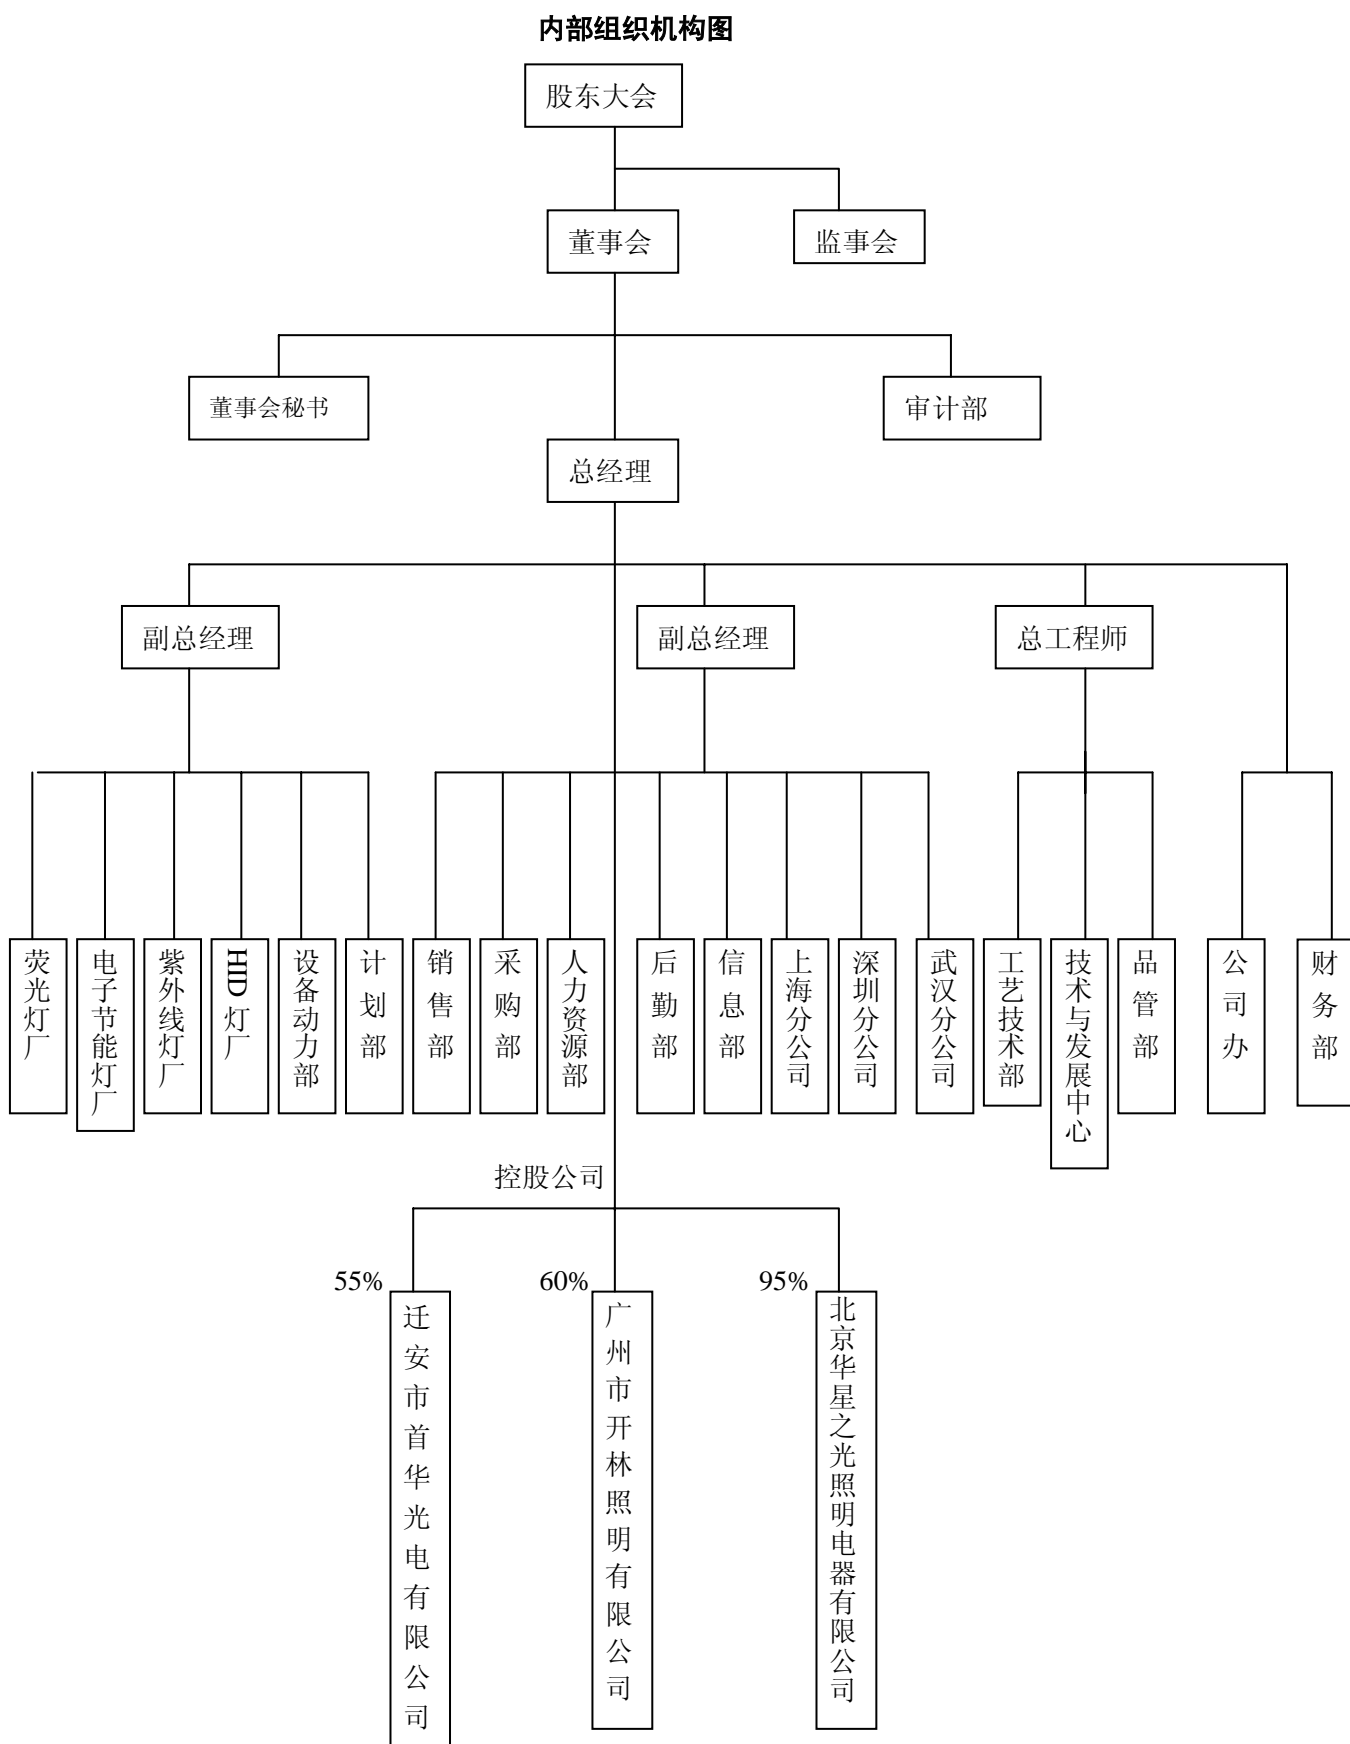 内部组织机构图
股东大会
董事会
监事会
董事会秘书
审计部
总经理
副总经理
副总经理
总工程师
荧光灯厂
电子节能灯厂
紫外线灯厂
HID灯厂
设备动力部
计划部
销售部
采购部
人力资源部
后勤部
信息部
上海分公司
深圳分公司
武汉分公司
工艺技术部
技术与发展中心
品管部
公司办
财务部
控股公司
55%
60%
95%
迁安市首华光电有限公司
广州市开林照明有限公司
北京华星之光照明电器有限公司